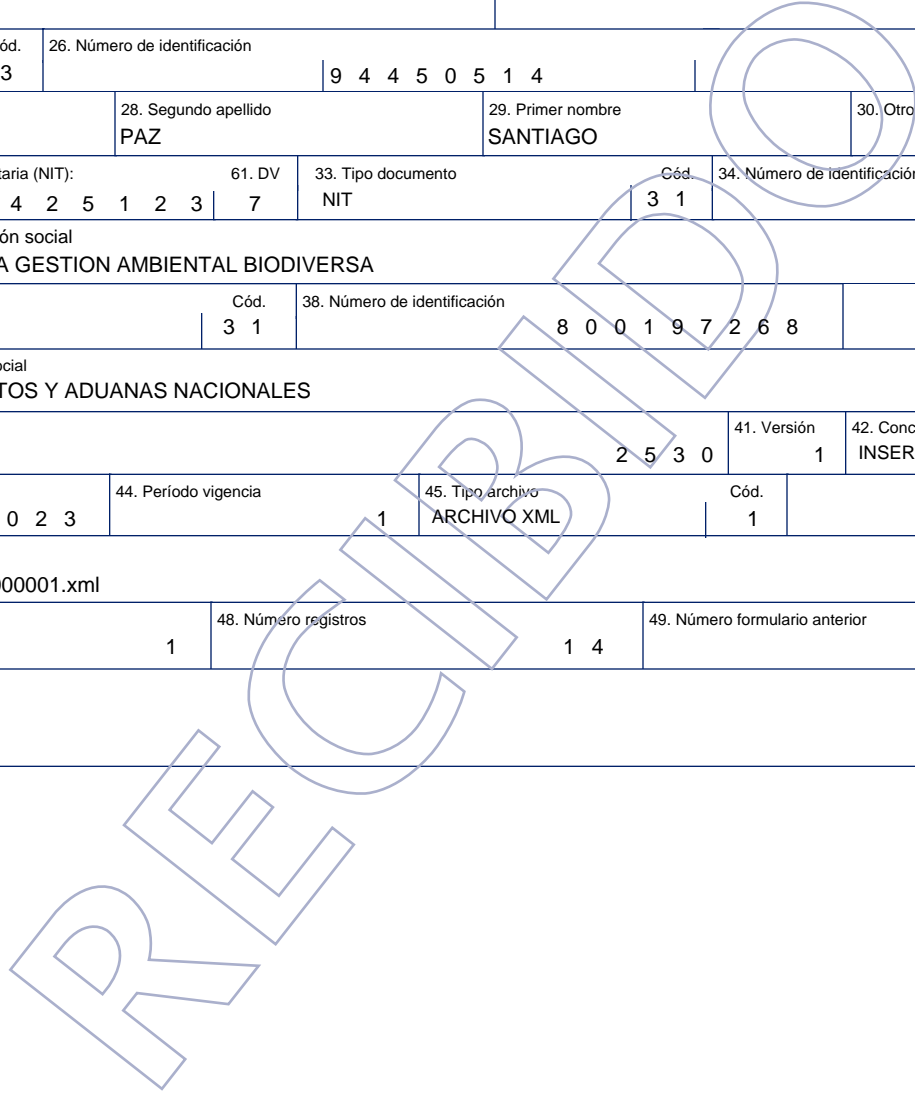 ód. 26. Número de identificación
3 9 4 4 5 0 5 1 4
28. Segundo apellido 29. Primer nombre 30. Otro
PAZ SANTIAGO
taria (NIT): 61. DV 33. Tipo documento Cód. 34. Número de identificación
4 2 5 1 2 3 7 NIT 3 1
ón social
A GESTION AMBIENTAL BIODIVERSA
Cód. 38. Número de identificación
3 1 8 0 0 1 9 7 2 6 8
ocial
TOS Y ADUANAS NACIONALES
41. Versión 42. Conc
2 5 3 0 1 INSER
44. Período vigencia 45. Tipo archivo Cód.
0 2 3 1 ARCHIVO XML 1
000001.xml
48. Número registros 49. Número formulario anterior
1 1 4
RECIBIDO